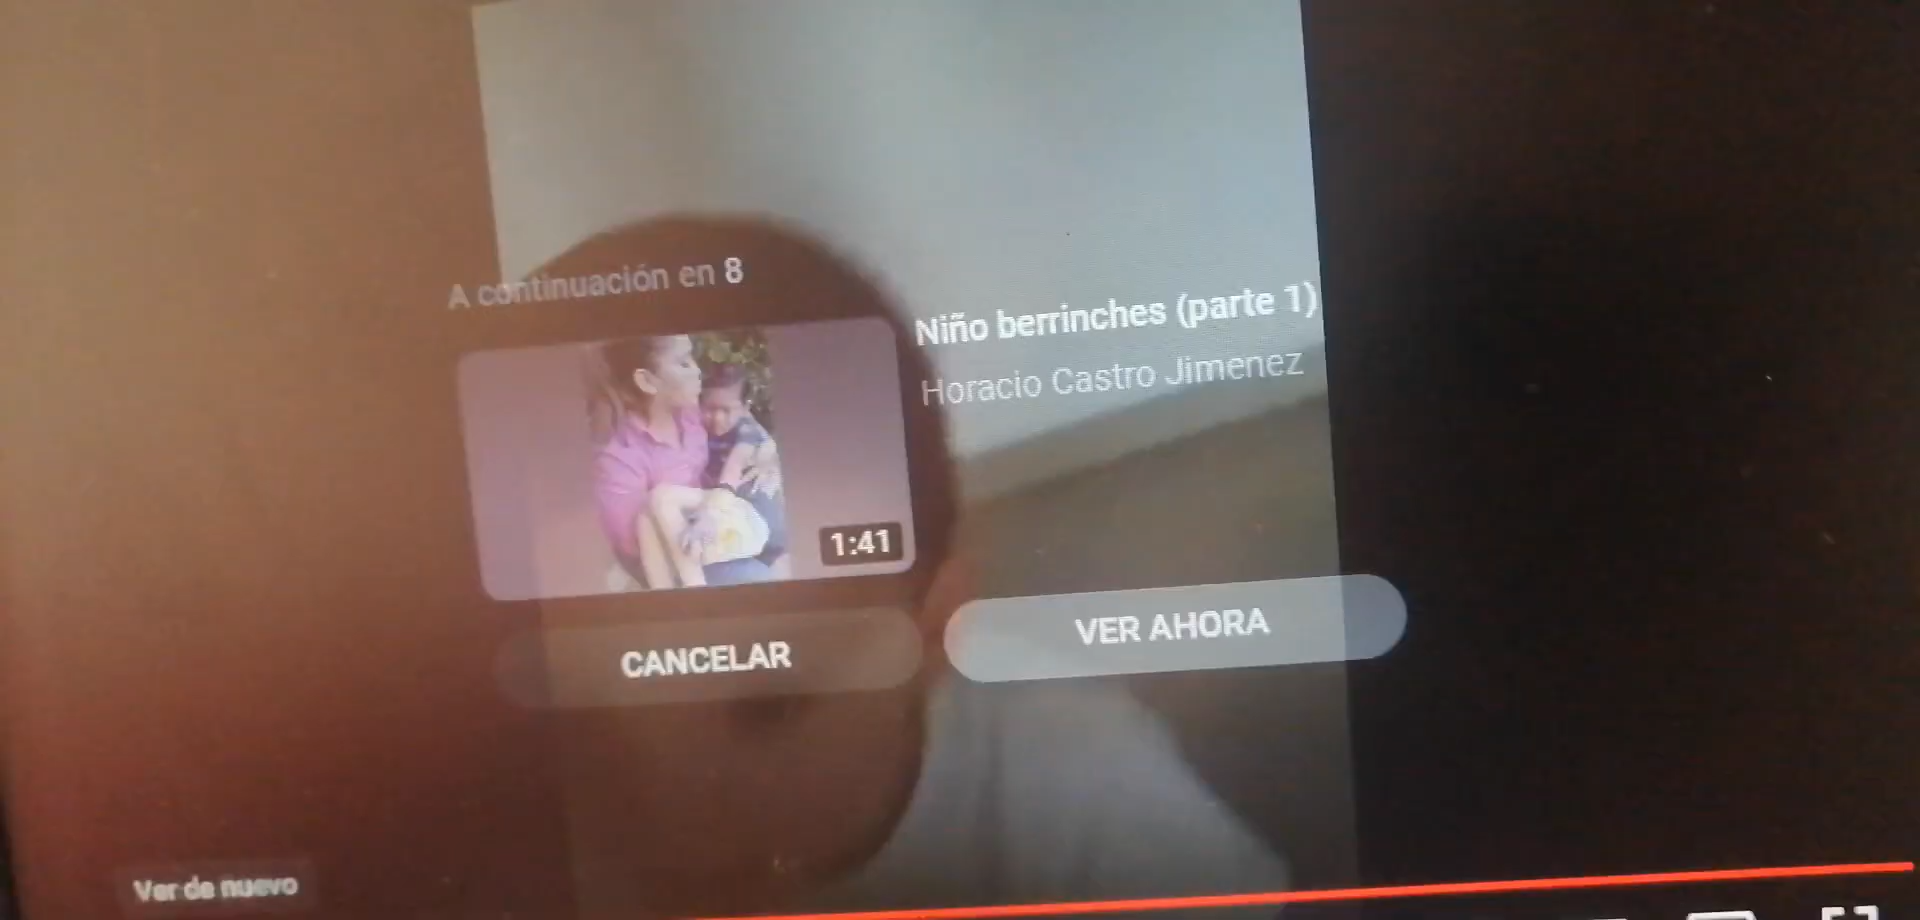 A continuación en 8
Niño berrinches (parte 1)
Horacio Castro Jimenez
1:41
CANCELAR
VER AHORA
Ver de nuevo